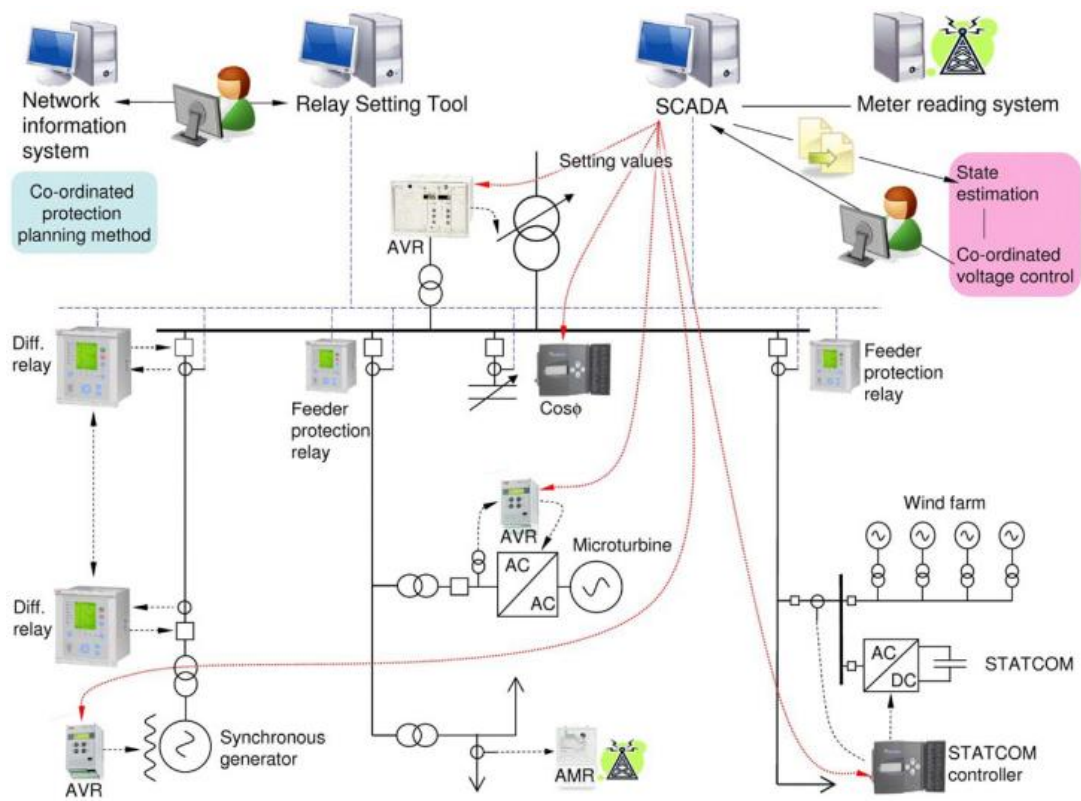 Network
information
system
Relay Setting Tool
SCADA
Meter reading system
Co-ordinated
protection
planning method
Setting values
State
estimation
Co-ordinated
voltage control
AVR
Diff.
relay
Feeder
protection
relay
Cosϕ
Feeder
protection
relay
AVR
Microturbine
AC
AC
Wind farm
Diff.
relay
AC
DC
STATCOM
Synchronous
generator
AVR
AMR
STATCOM
controller